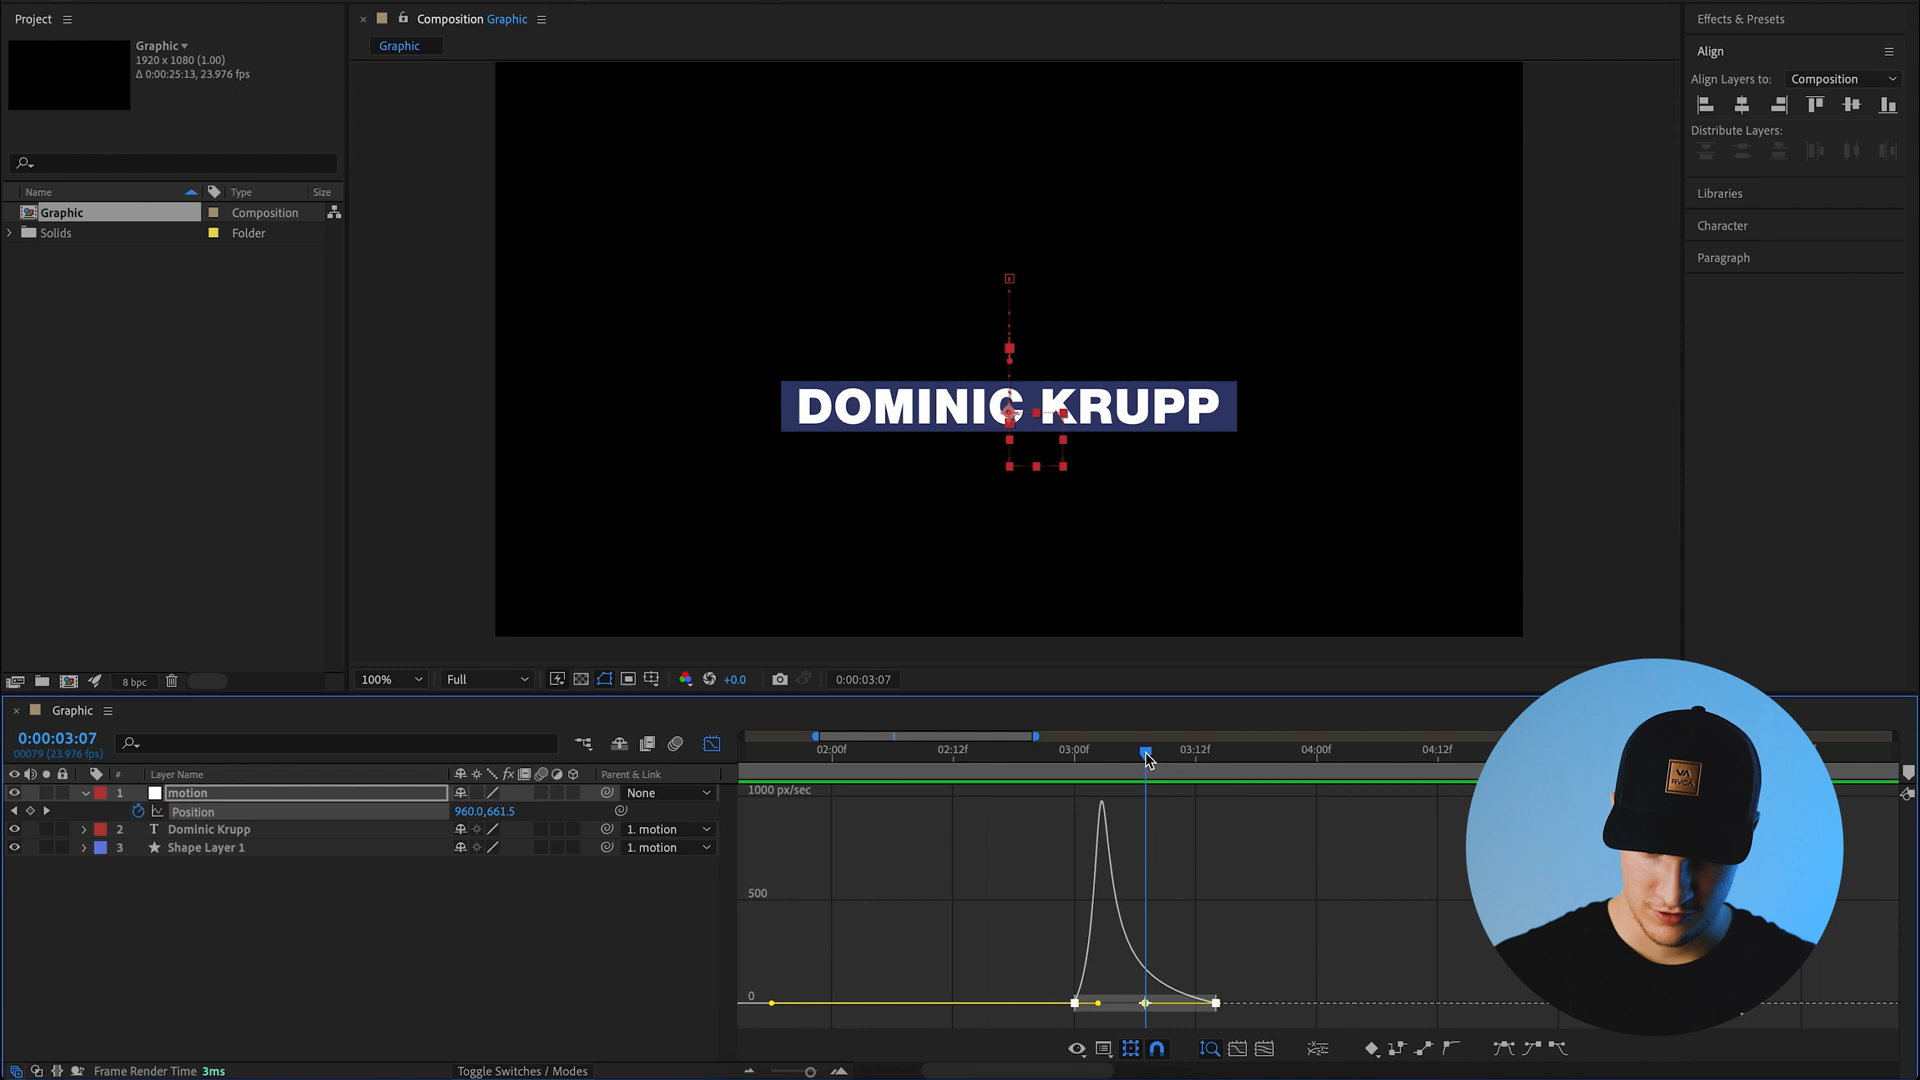 Project
Graphic
1920 x 1080 (1.00)
Δ 0:00:25:13, 23.976 fps
Name Type Size
Graphic Composition
Solids Folder
8 bpc
Composition Graphic
Graphic
DOMINIC KRUPP
100% Full +0.0 0:00:03:07
Effects & Presets
Align
Align Layers to: Composition
Distribute Layers:
Libraries
Character
Paragraph
Graphic
0:00:03:07
00079 (23.976 fps)
# Layer Name fx Parent & Link
1 motion None
Position 960.0,661.5
2 T Dominic Krupp 1. motion
3 Shape Layer 1 1. motion
02:00f 02:12f 03:00f 03:12f 04:00f 04:12f
1000 px/sec
500
0
VA
RVCA
Frame Render Time 3ms
Toggle Switches / Modes